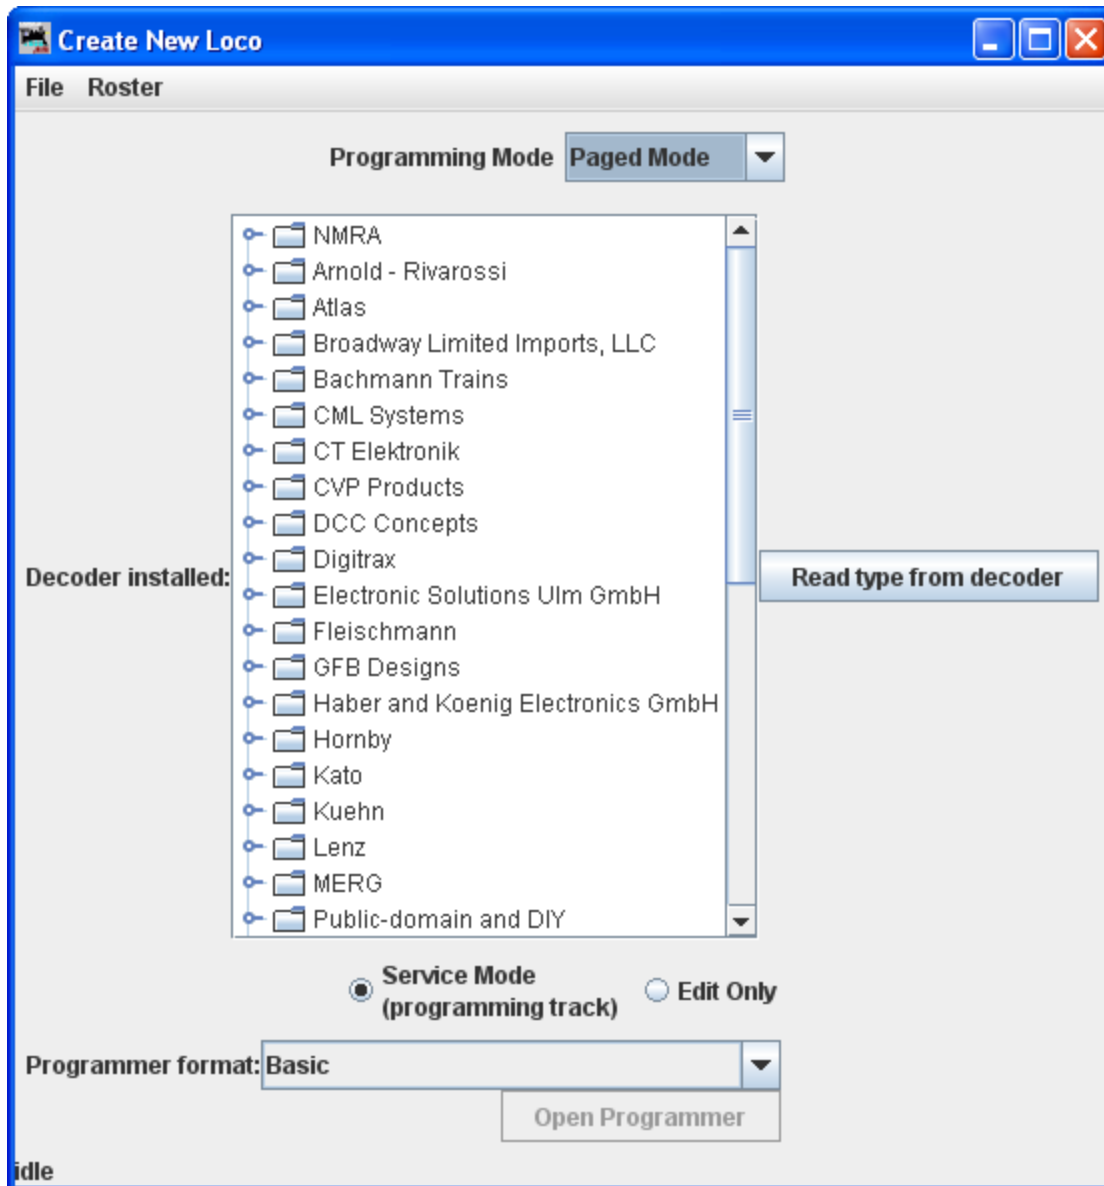 Create New Loco
File Roster
Programming Mode Paged Mode
NMRA
Arnold - Rivarossi
Atlas
Broadway Limited Imports, LLC
Bachmann Trains
CML Systems
CT Elektronik
CVP Products
DCC Concepts
Digitrax
Decoder installed:
Read type from decoder
Electronic Solutions Ulm GmbH
Fleischmann
GFB Designs
Haber and Koenig Electronics GmbH
Hornby
Kato
Kuehn
Lenz
MERG
Public-domain and DIY
Service Mode
(programming track)
Edit Only
Programmer format: Basic
Open Programmer
idle